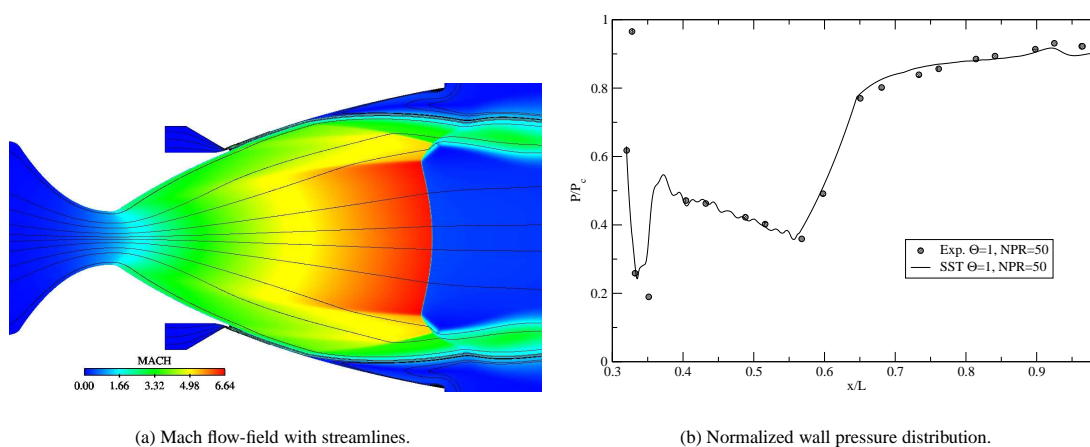 MACH
0.00 1.66 3.32 4.98 6.64
(a) Mach flow-field with streamlines.
1
0.8
0.6
0.4
0.2
0
P/Pc
0.3 0.4 0.5 0.6 0.7 0.8 0.9
x/L
Exp. Θ=1, NPR=50
SST Θ=1, NPR=50
(b) Normalized wall pressure distribution.